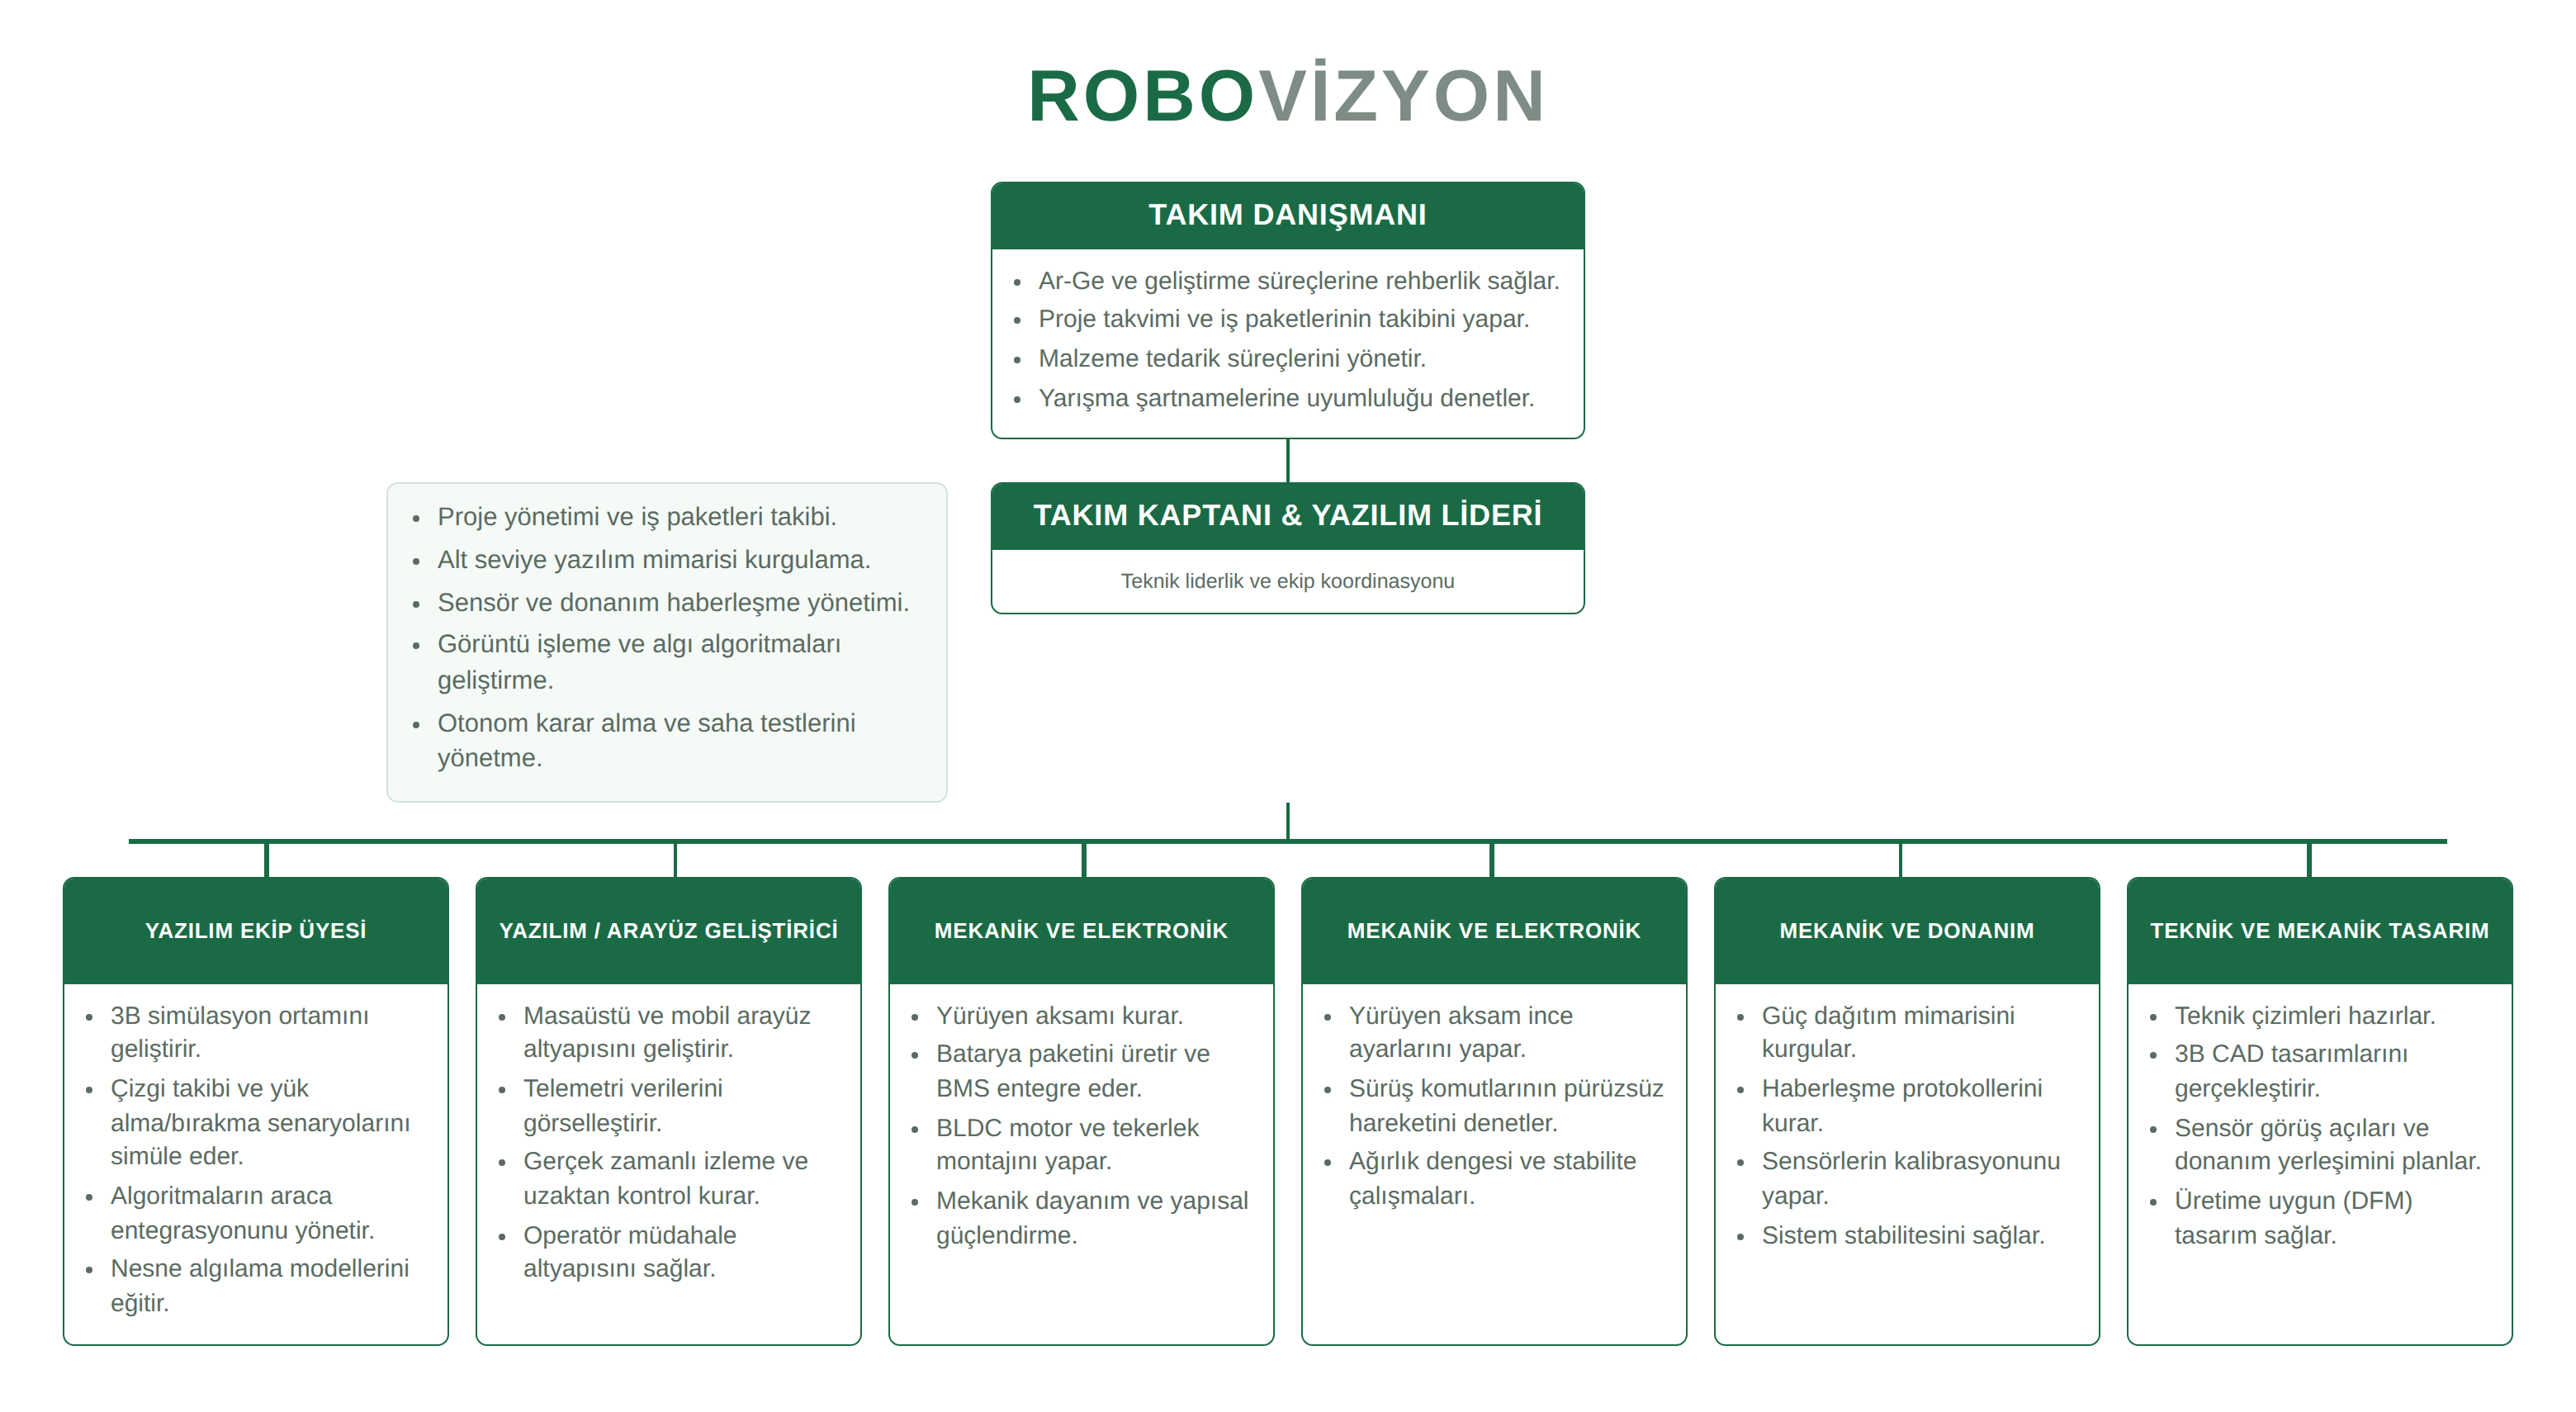 ROBOVİZYON
TAKIM DANIŞMANI
• Ar-Ge ve geliştirme süreçlerine rehberlik sağlar.
• Proje takvimi ve iş paketlerinin takibini yapar.
• Malzeme tedarik süreçlerini yönetir.
• Yarışma şartnamelerine uyumluluğu denetler.
• Proje yönetimi ve iş paketleri takibi.
• Alt seviye yazılım mimarisi kurgulama.
• Sensör ve donanım haberleşme yönetimi.
• Görüntü işleme ve algı algoritmaları
geliştirme.
• Otonom karar alma ve saha testlerini
yönetme.
TAKIM KAPTANI & YAZILIM LİDERİ
Teknik liderlik ve ekip koordinasyonu
YAZILIM EKİP ÜYESİ
• 3B simülasyon ortamını
geliştirir.
• Çizgi takibi ve yük
alma/bırakma senaryolarını
simüle eder.
• Algoritmaların araca
entegrasyonunu yönetir.
• Nesne algılama modellerini
eğitir.
YAZILIM / ARAYÜZ GELİŞTİRİCİ
• Masaüstü ve mobil arayüz
altyapısını geliştirir.
• Telemetri verilerini
görselleştirir.
• Gerçek zamanlı izleme ve
uzaktan kontrol kurar.
• Operatör müdahale
altyapısını sağlar.
MEKANİK VE ELEKTRONİK
• Yürüyen aksamı kurar.
• Batarya paketini üretir ve
BMS entegre eder.
• BLDC motor ve tekerlek
montajını yapar.
• Mekanik dayanım ve yapısal
güçlendirme.
MEKANİK VE ELEKTRONİK
• Yürüyen aksam ince
ayarlarını yapar.
• Sürüş komutlarının pürüzsüz
hareketini denetler.
• Ağırlık dengesi ve stabilite
çalışmaları.
MEKANİK VE DONANIM
• Güç dağıtım mimarisini
kurgular.
• Haberleşme protokollerini
kurar.
• Sensörlerin kalibrasyonunu
yapar.
• Sistem stabilitesini sağlar.
TEKNİK VE MEKANİK TASARIM
• Teknik çizimleri hazırlar.
• 3B CAD tasarımlarını
gerçekleştirir.
• Sensör görüş açıları ve
donanım yerleşimini planlar.
• Üretime uygun (DFM)
tasarım sağlar.